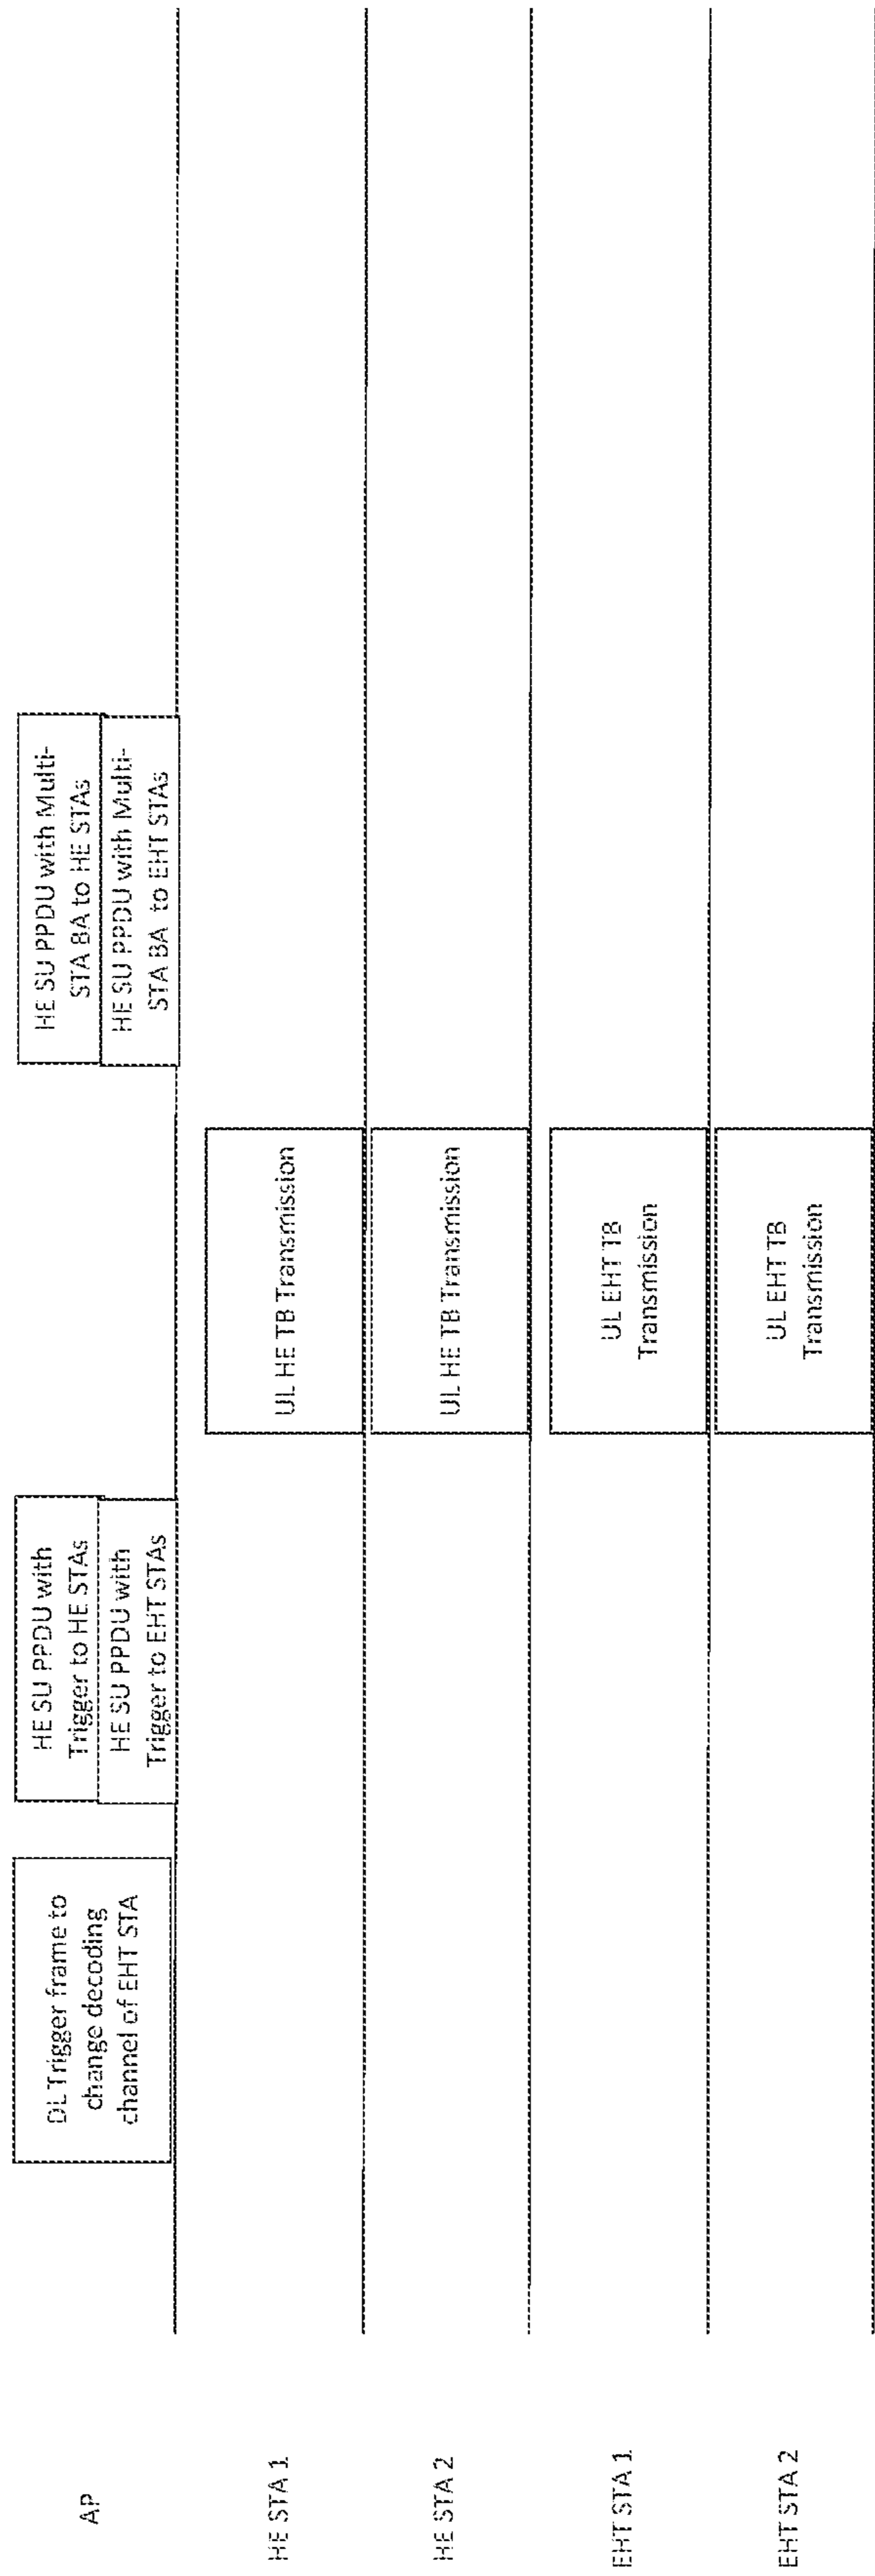 AP
DL Trigger frame to
change decoding
channel of EHT STA
HE SU PPDU with
Trigger to HE STAs
HE SU PPDU with
Trigger to EHT STAs
HE SU PPDU with Multi-
STA BA to HE STAs
HE SU PPDU with Multi-
STA BA to EHT STAs
HE STA 1
UL HE TB Transmission
HE STA 2
UL HE TB Transmission
EHT STA 1
UL EHT TB
Transmission
EHT STA 2
UL EHT TB
Transmission